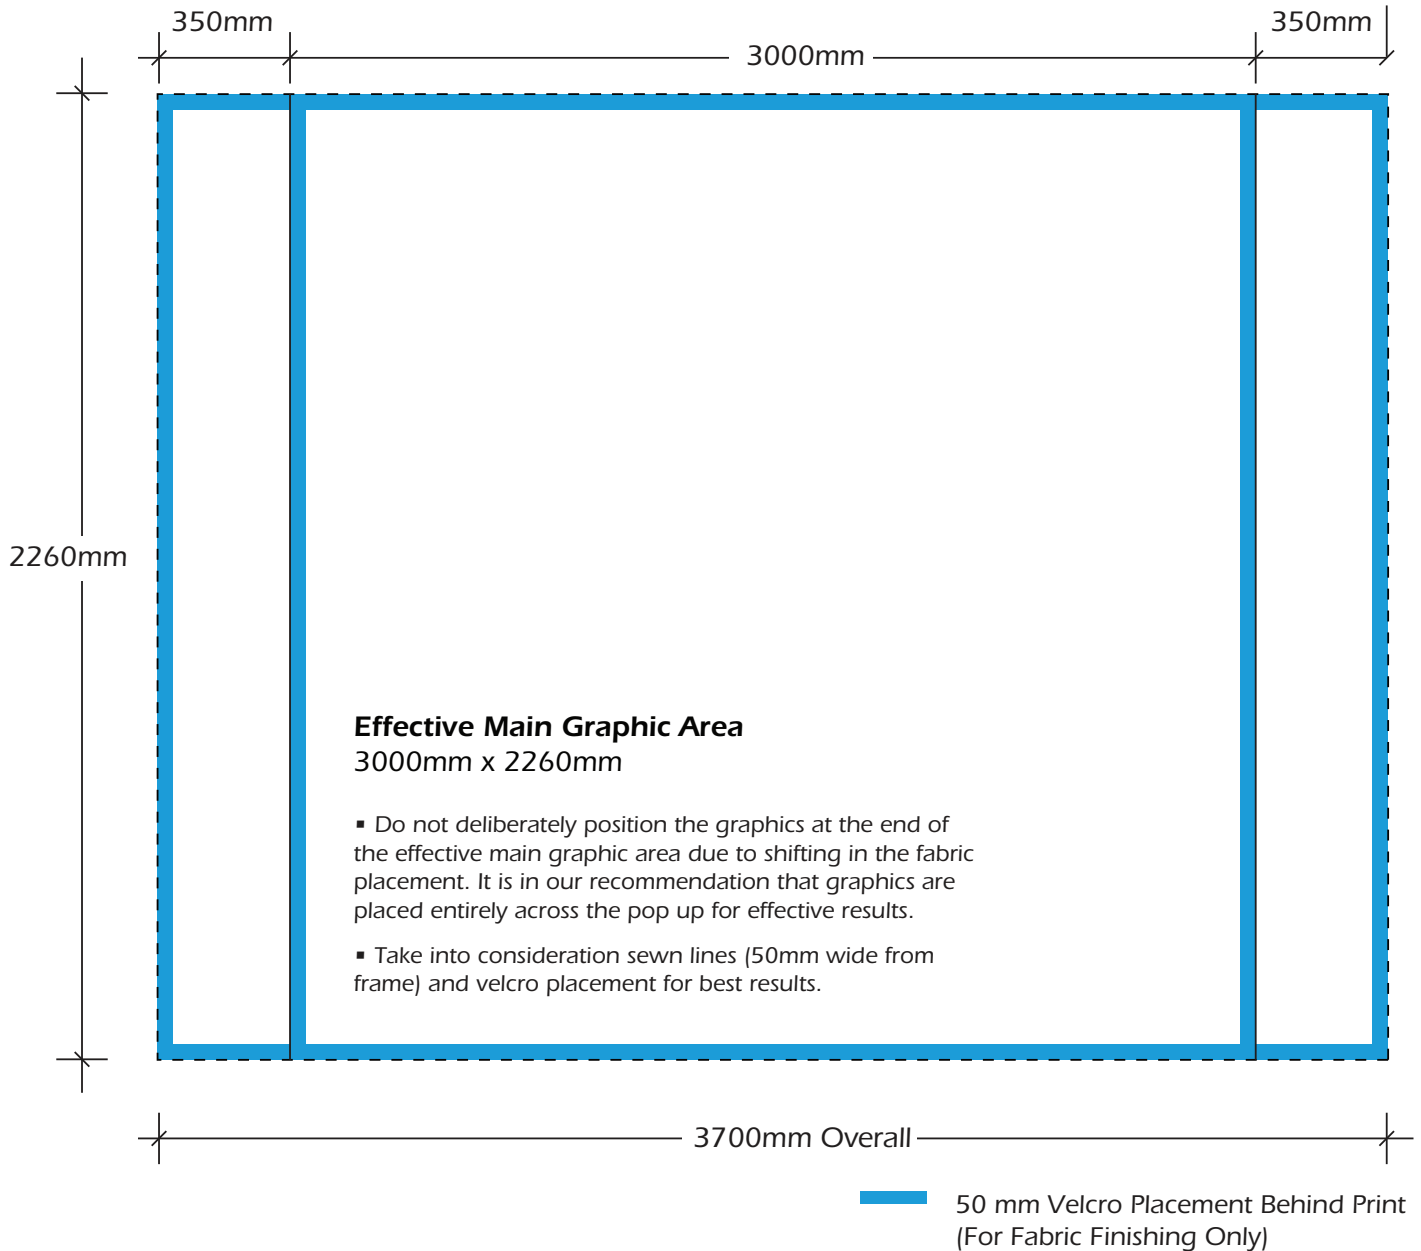 350mm
350mm
3000mm
2260mm
Effective Main Graphic Area
3000mm x 2260mm
▪ Do not deliberately position the graphics at the end of
the effective main graphic area due to shifting in the fabric
placement. It is in our recommendation that graphics are
placed entirely across the pop up for effective results.
▪ Take into consideration sewn lines (50mm wide from
frame) and velcro placement for best results.
3700mm Overall
50 mm Velcro Placement Behind Print
(For Fabric Finishing Only)